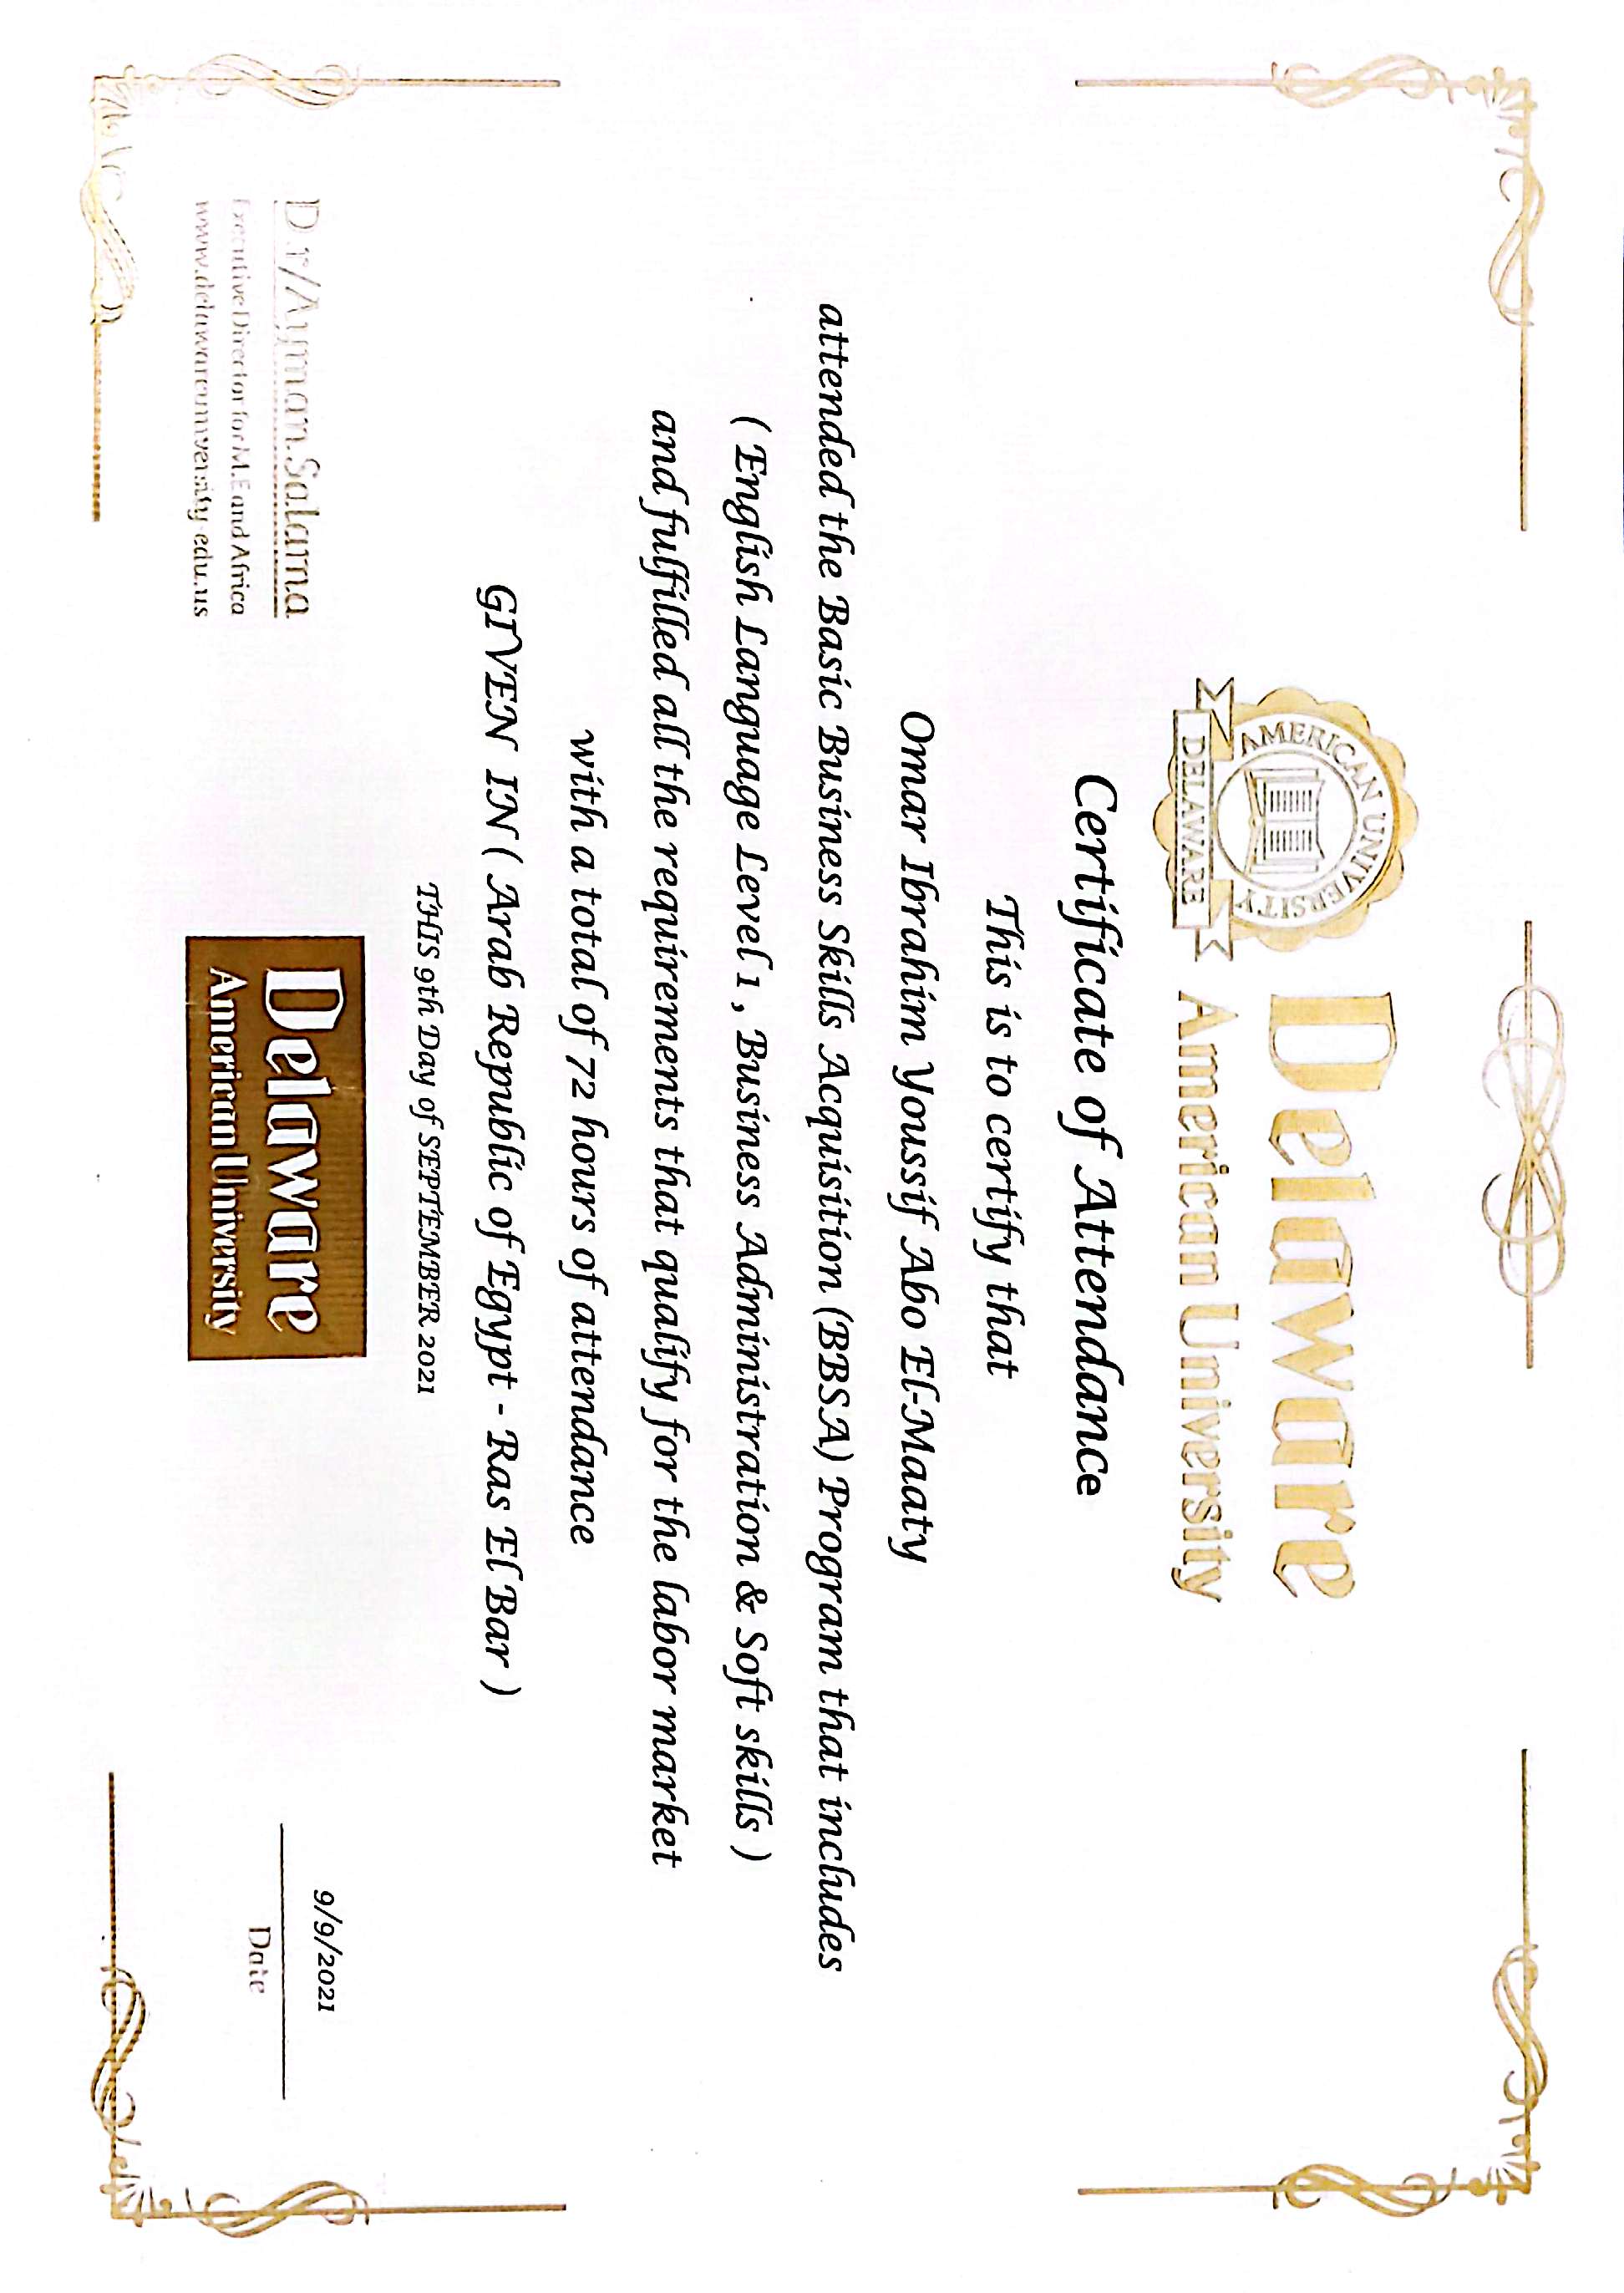 AMERICAN UNIVERSITY
DELAWARE
Delaware
American University
Certificate of Attendance
This is to certify that
Omar Ibrahim Youssif Abo El-Maaty
attended the Basic Business Skills Acquisition (BBSA) Program that includes
( English Language Level 1 , Business Administration & Soft skills )
and fulfilled all the requirements that qualify for the labor market
with a total of 72 hours of attendance
GIVEN IN ( Arab Republic of Egypt - Ras El Bar )
THIS 9th Day of SEPTEMBER 2021
D.r/Ayman.Salama
Executive Director for M.E and Africa
www.delawareuniversity-edu.us
Delaware
American University
9/9/2021
Date